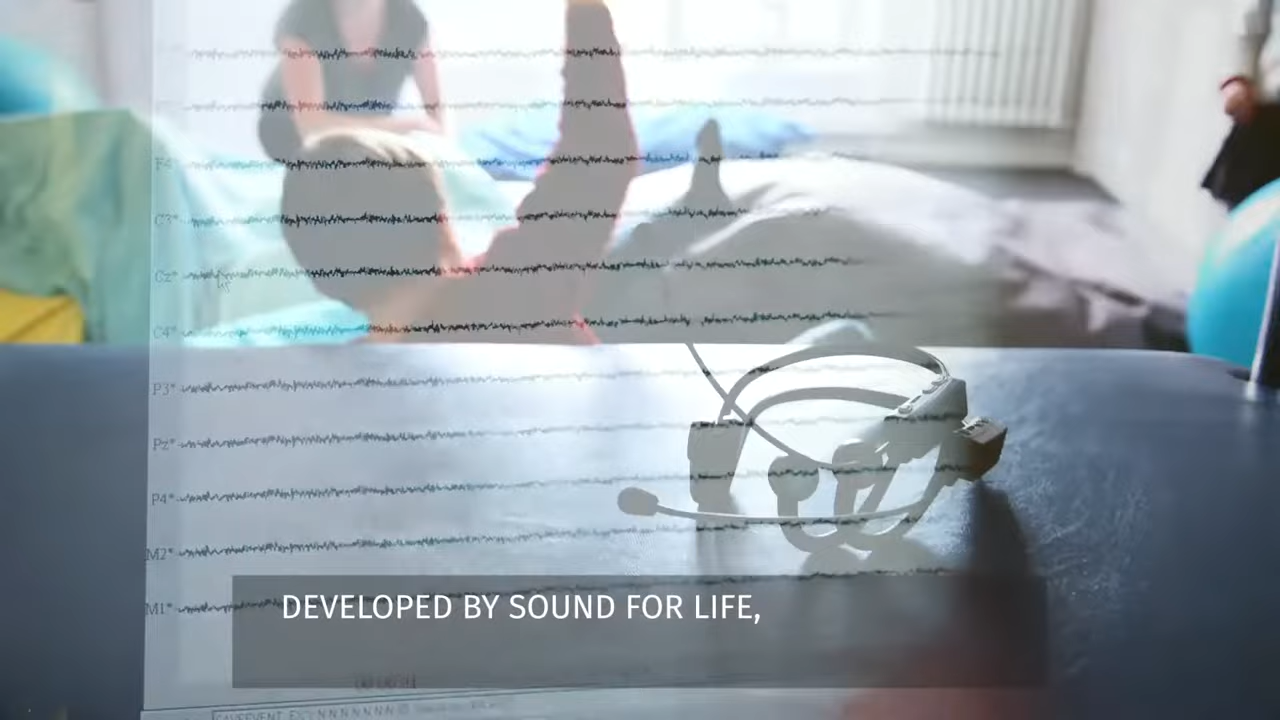 F4*
C3*
Cz*
C4*
P3*
Pz*
P4*
M2*
M1*
DEVELOPED BY SOUND FOR LIFE,